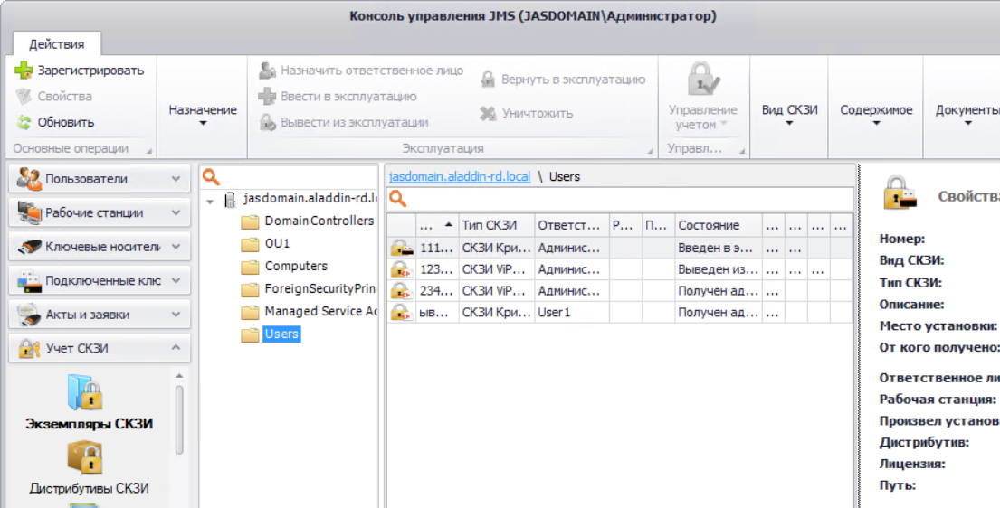 Консоль управления JMS (JASDOMAIN\Администратор)
Действия
Зарегистрировать
Свойства
Обновить
Основные операции
Назначение
Назначить ответственное лицо
Ввести в эксплуатацию
Вывести из эксплуатации
Вернуть в эксплуатацию
Уничтожить
Эксплуатация
Управление
учетом
Управл...
Вид СКЗИ
Содержимое
Документы
Пользователи
Рабочие станции
Ключевые носители
Подключенные клю
Акты и заявки
Учет СКЗИ
Экземпляры СКЗИ
Дистрибутивы СКЗИ
jasdomain.aladdin-rd.l
Domain Controllers
OU1
Computers
ForeignSecurityPrin
Managed Service Ac
Users
jasdomain.aladdin-rd.local \ Users
... Тип СКЗИ Ответст... Р... П... Состояние ... ... ... ...
111... СКЗИ Кри... Админис... Введен в э... ... ...
123... СКЗИ ViP... Админис... Выведен из... ... ... ...
234... СКЗИ ViP... Админис... Получен ад... ...
ыв... СКЗИ Кри... User1 Получен ад... ...
Свойства
Номер:
Вид СКЗИ:
Тип СКЗИ:
Описание:
Место установки:
От кого получено:
Ответственное ли
Рабочая станция:
Произвел установ
Дистрибутив:
Лицензия:
Путь: